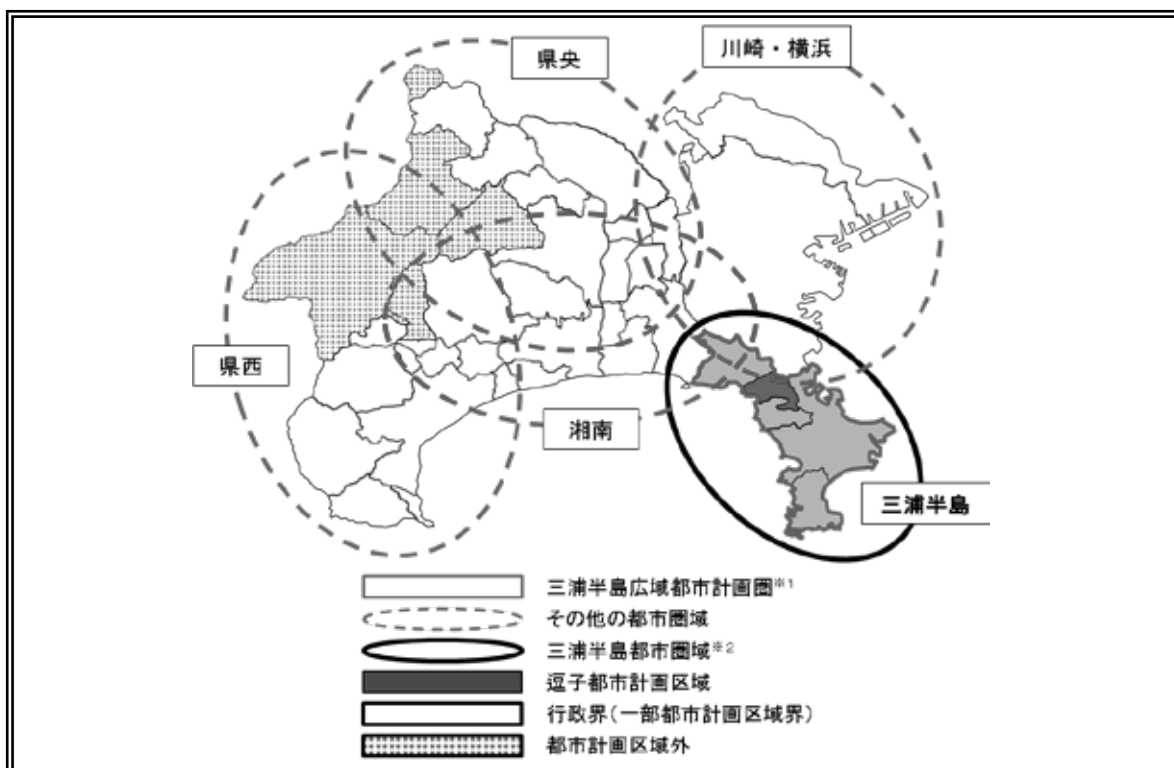 県央
川崎・横浜
県西
湘南
三浦半島
三浦半島広域都市計画圏※1
その他の都市圏域
三浦半島都市圏域※2
逗子都市計画区域
行政界(一部都市計画区域界)
都市計画区域外